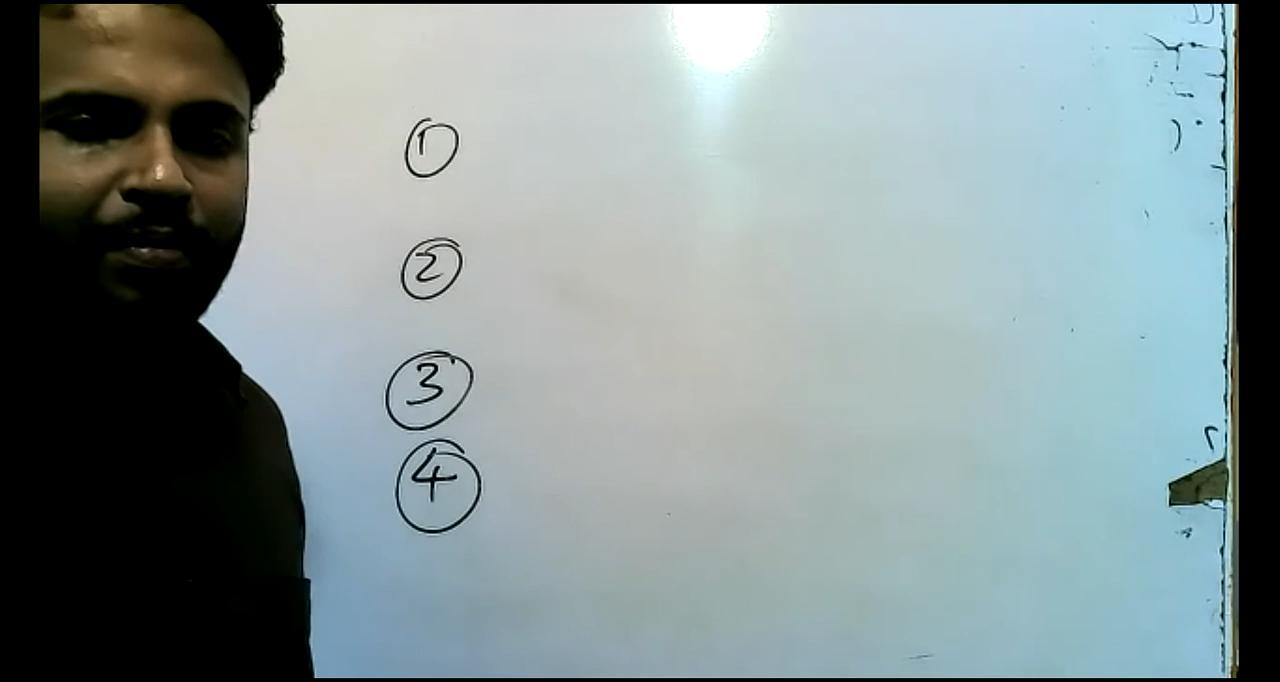 ①
②
③
④